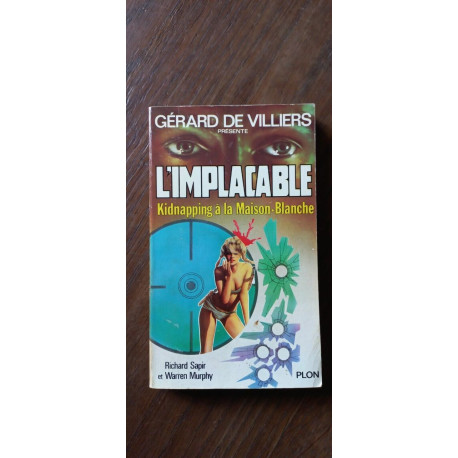 GÉRARD DE VILLIERS
PRÉSENTE
L'IMPLACABLE
Kidnapping à la Maison-Blanche
Richard Sapir
et Warren Murphy
PLON